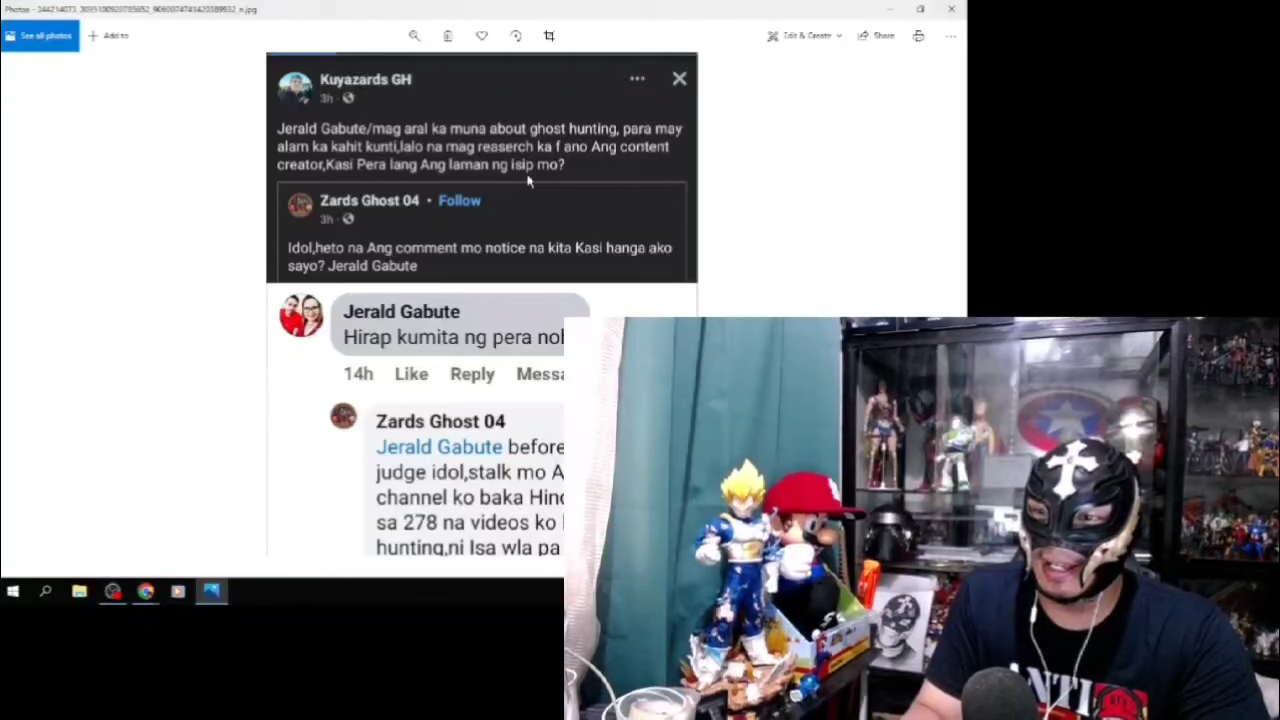 Photos - 244214073_3095100920785652_9060074741420389932_n.jpg
See all photos
Add to
Edit & Create
Share
Kuyazards GH
3h
Jerald Gabute/mag aral ka muna about ghost hunting, para may
alam ka kahit kunti,lalo na mag reaserch ka f ano Ang content
creator,Kasi Pera lang Ang laman ng isip mo?
Zards Ghost 04 • Follow
3h
Idol,heto na Ang comment mo notice na kita Kasi hanga ako
sayo? Jerald Gabute
Jerald Gabute
Hirap kumita ng pera
14h Like Reply
Zards Ghost 04
Jerald Gabute before
judge idol,stalk mo
channel ko baka
sa 278 na videos ko
hunting,ni Isa wla pa
ANTI